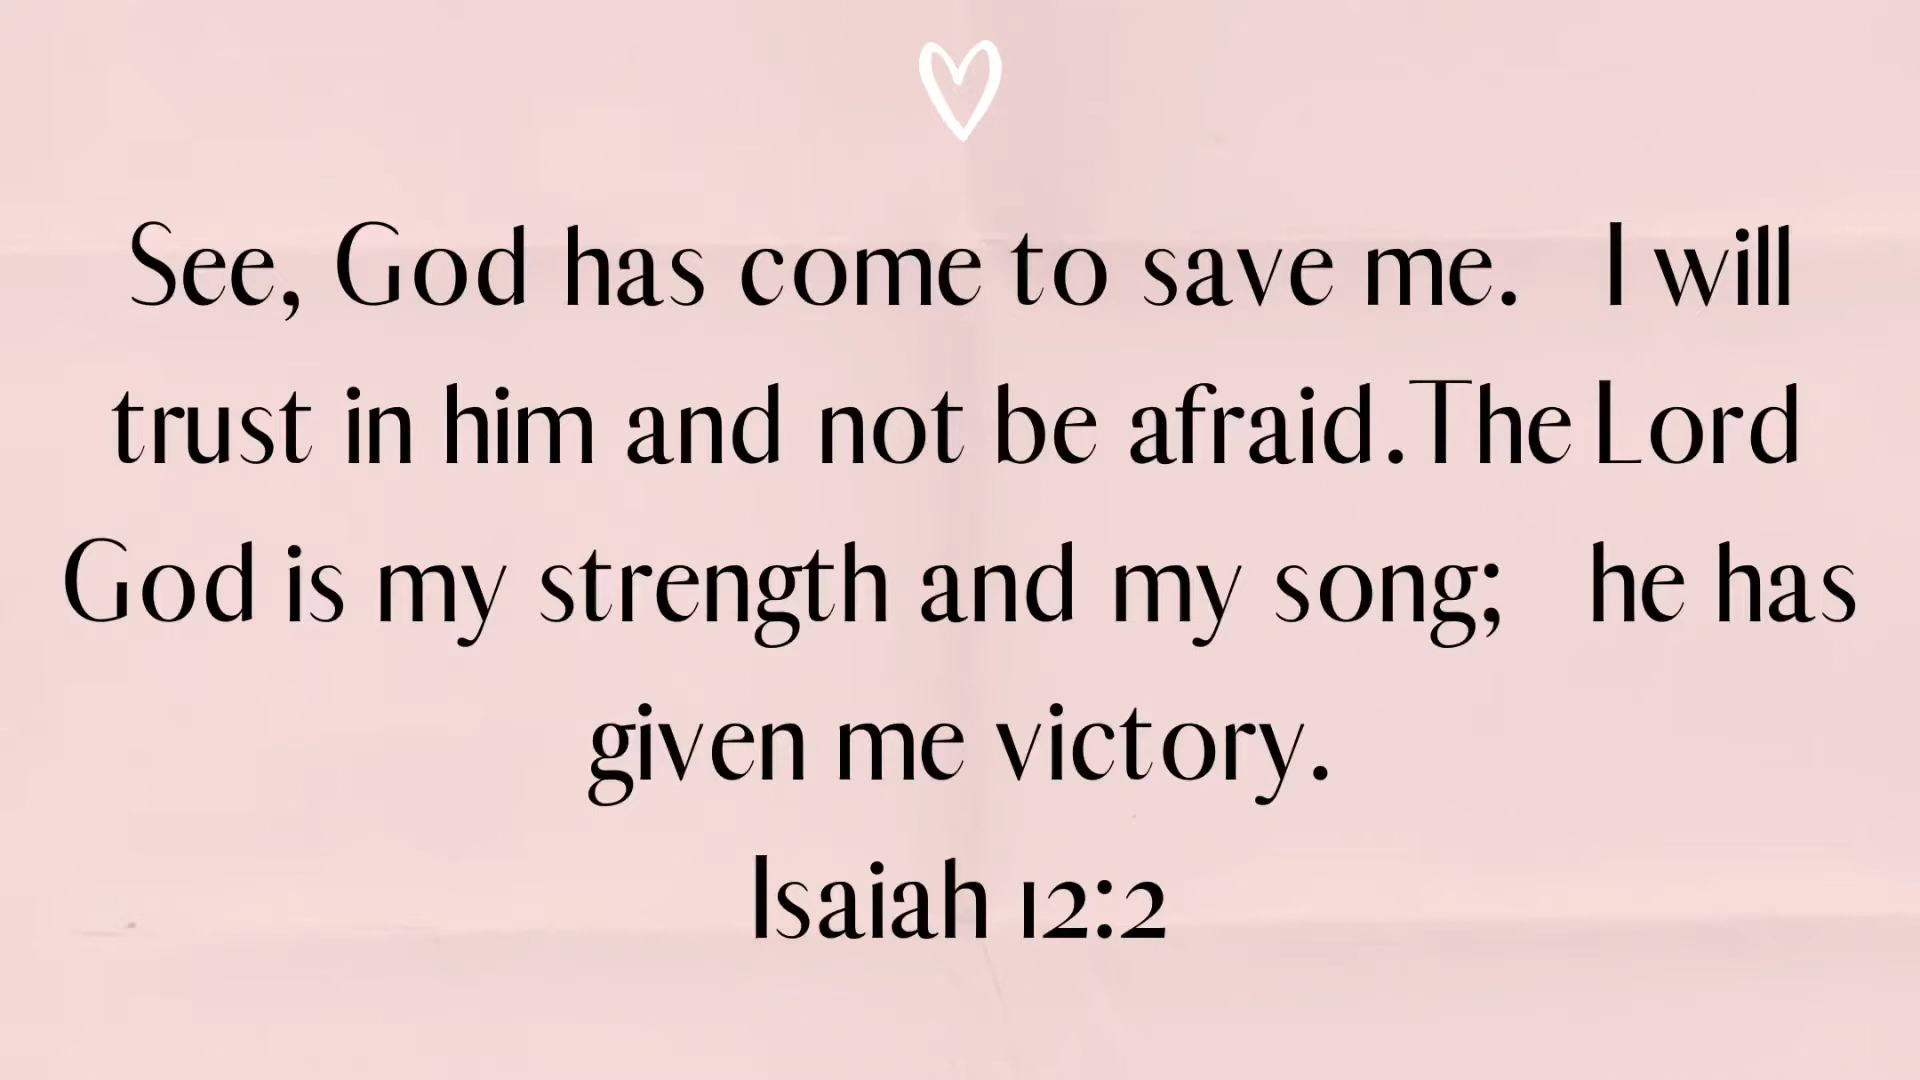 See, God has come to save me.   I will
trust in him and not be afraid.The Lord
God is my strength and my song;   he has
given me victory.
Isaiah 12:2